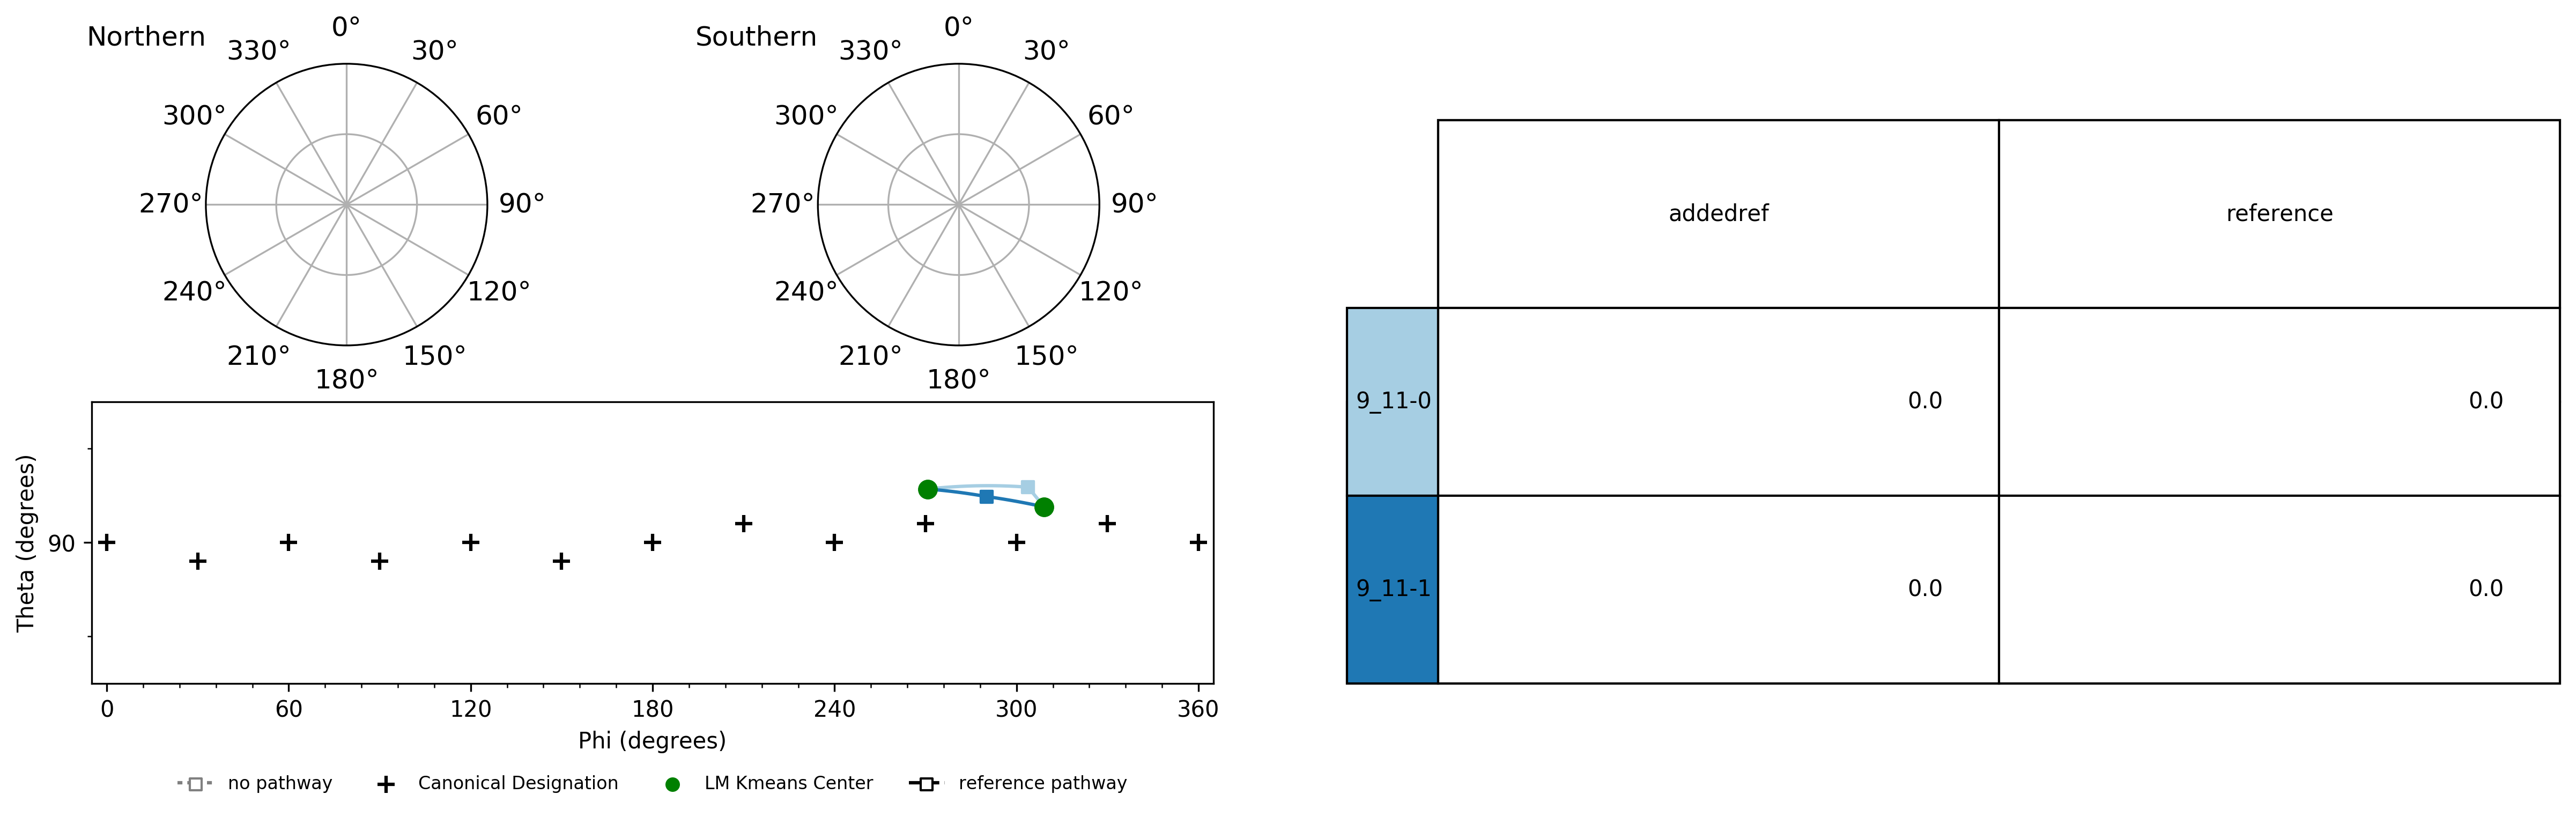 Northern
0°
30°
60°
90°
120°
150°
180°
210°
240°
270°
300°
330°
Southern
0°
30°
60°
90°
120°
150°
180°
210°
240°
270°
300°
330°
Theta (degrees)
90
0 60 120 180 240 300 360
Phi (degrees)
no pathway
Canonical Designation
LM Kmeans Center
reference pathway
addedref reference
9_11-0 0.0 0.0
9_11-1 0.0 0.0